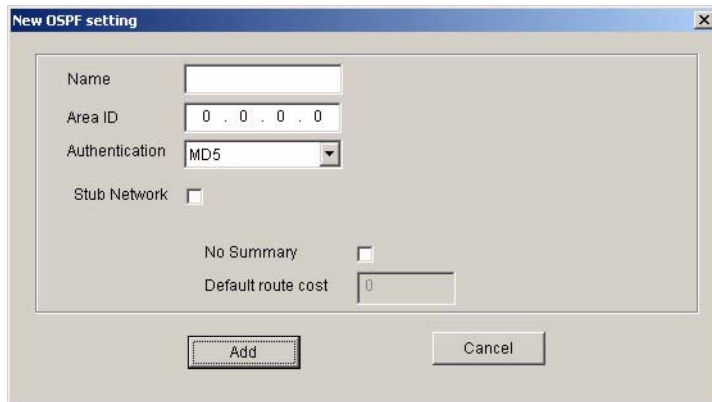 New OSPF setting
Name
Area ID 0 . 0 . 0 . 0
Authentication MD5
Stub Network
No Summary
Default route cost 0
Add Cancel